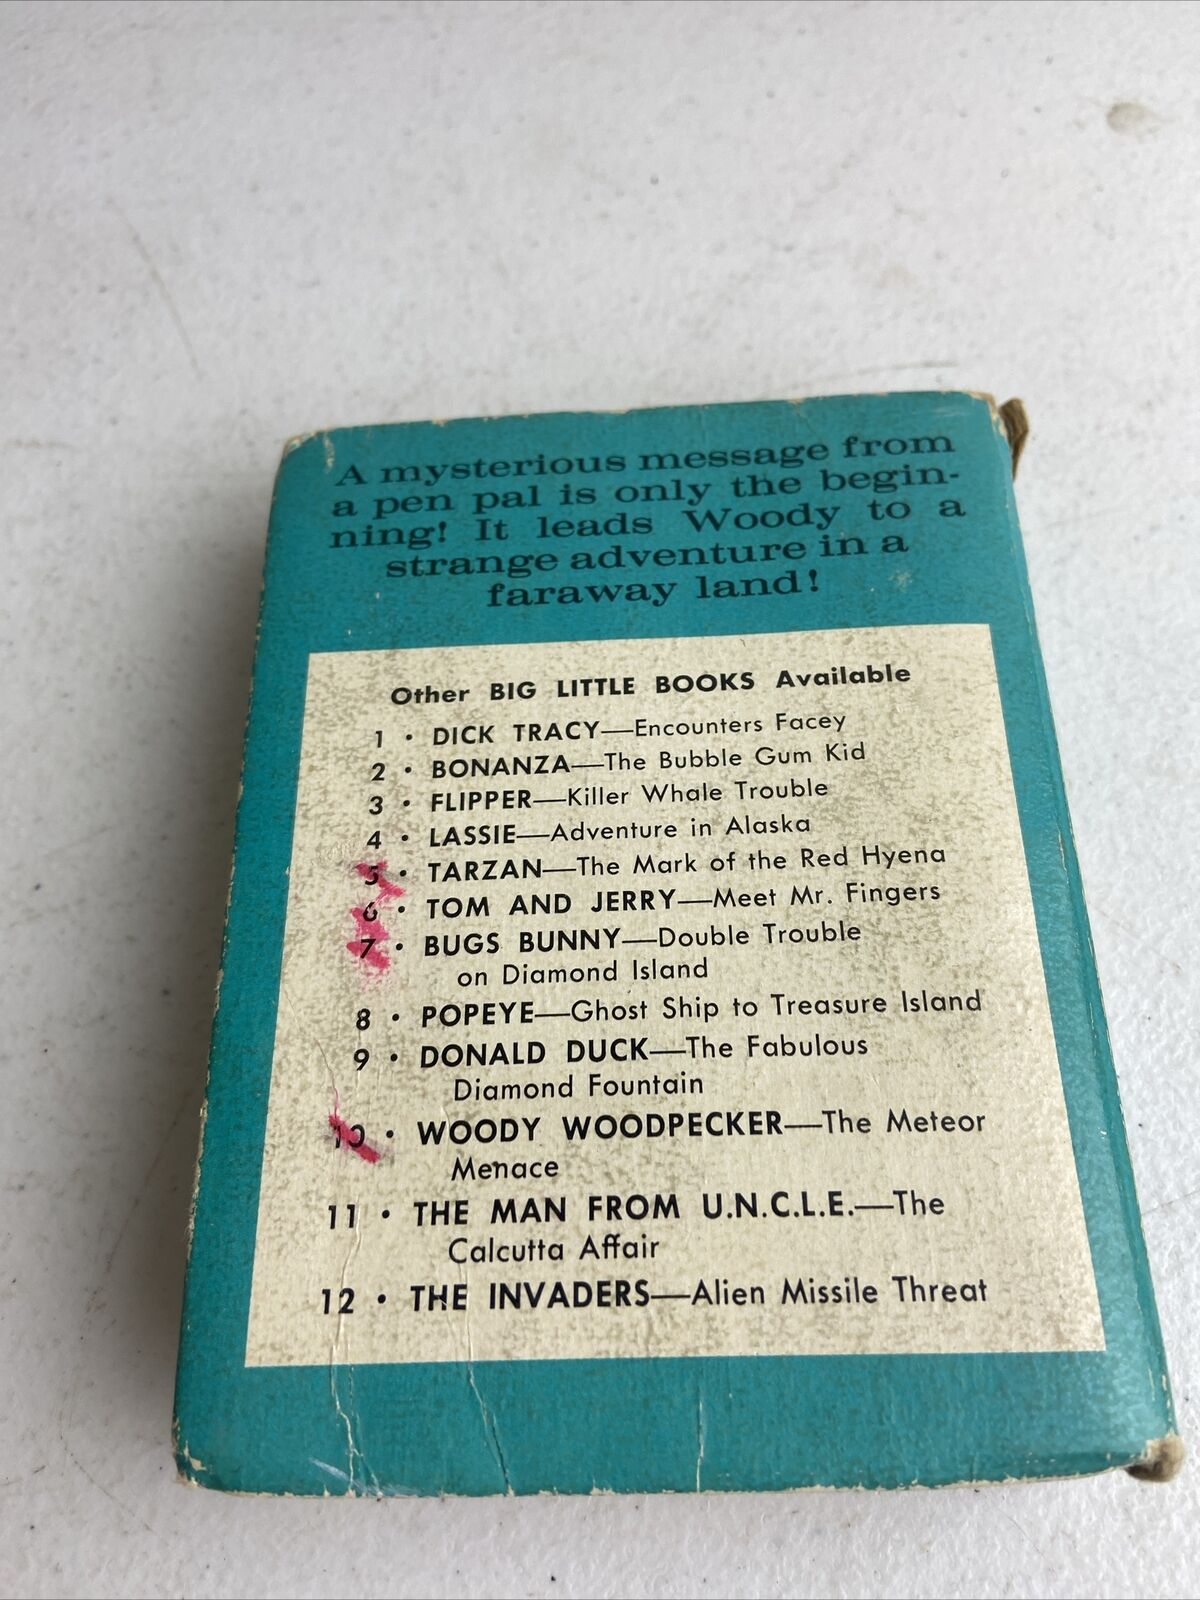 A mysterious message from
a pen pal is only the begin-
ning! It leads Woody to a
strange adventure in a
faraway land!
Other BIG LITTLE BOOKS Available
1 • DICK TRACY—Encounters Facey
2 • BONANZA—The Bubble Gum Kid
3 • FLIPPER—Killer Whale Trouble
4 • LASSIE—Adventure in Alaska
5 • TARZAN—The Mark of the Red Hyena
6 • TOM AND JERRY—Meet Mr. Fingers
7 • BUGS BUNNY—Double Trouble
on Diamond Island
8 • POPEYE—Ghost Ship to Treasure Island
9 • DONALD DUCK—The Fabulous
Diamond Fountain
10 • WOODY WOODPECKER—The Meteor
Menace
11 • THE MAN FROM U.N.C.L.E.—The
Calcutta Affair
12 • THE INVADERS—Alien Missile Threat